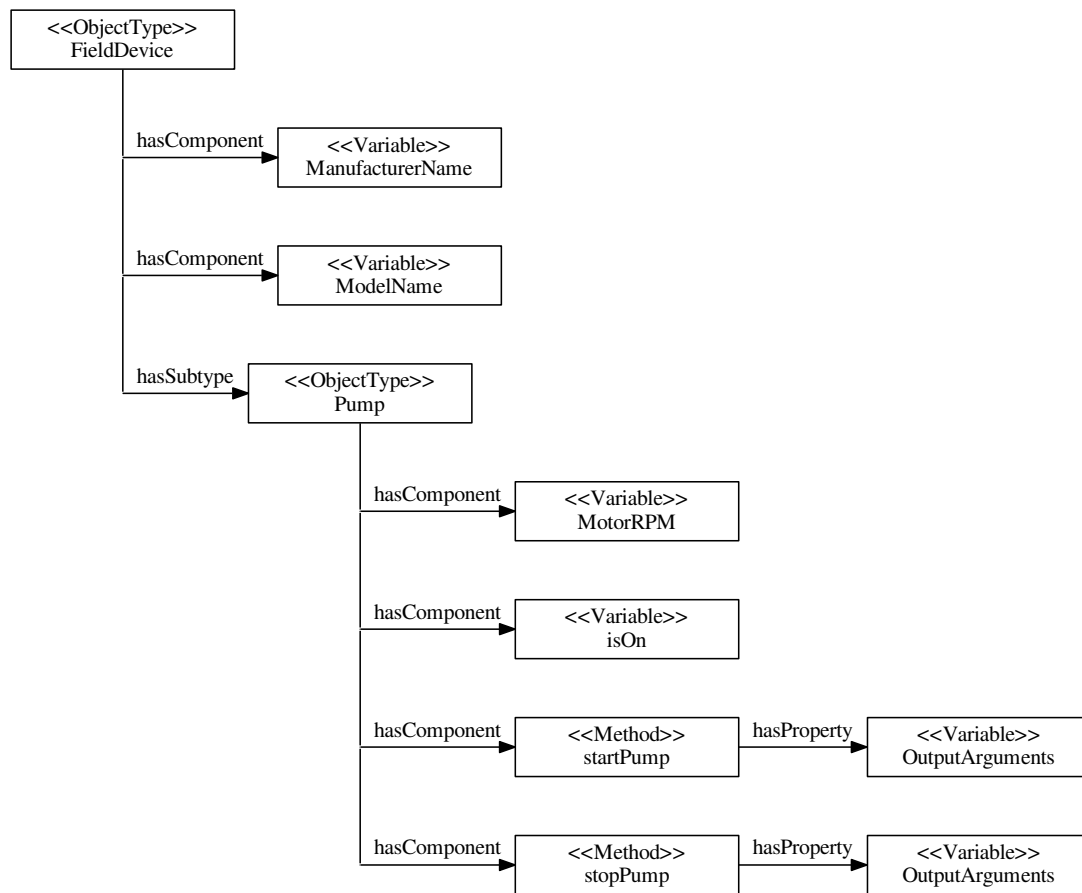 <<ObjectType>>
FieldDevice
hasComponent
<<Variable>>
ManufacturerName
hasComponent
<<Variable>>
ModelName
hasSubtype
<<ObjectType>>
Pump
hasComponent
<<Variable>>
MotorRPM
hasComponent
<<Variable>>
isOn
hasComponent
<<Method>>
startPump
hasProperty
<<Variable>>
OutputArguments
hasComponent
<<Method>>
stopPump
hasProperty
<<Variable>>
OutputArguments